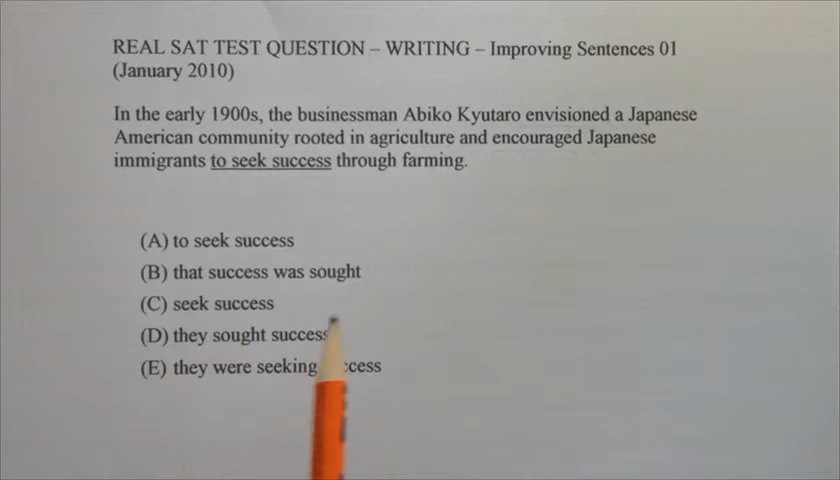 REAL SAT TEST QUESTION – WRITING – Improving Sentences 01
(January 2010)
In the early 1900s, the businessman Abiko Kyutaro envisioned a Japanese
American community rooted in agriculture and encouraged Japanese
immigrants to seek success through farming.
(A) to seek success
(B) that success was sought
(C) seek success
(D) they sought success
(E) they were seeking success